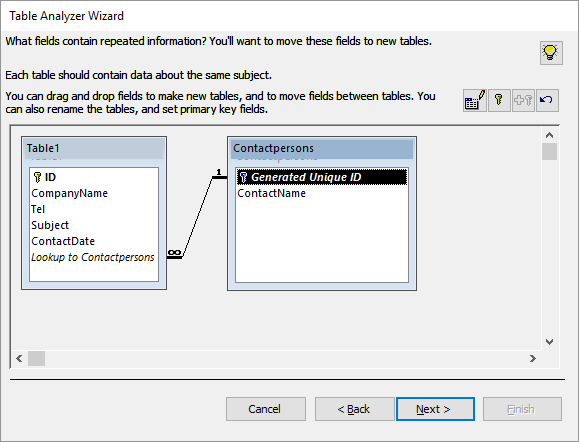 Table Analyzer Wizard
What fields contain repeated information? You'll want to move these fields to new tables.
Each table should contain data about the same subject.
You can drag and drop fields to make new tables, and to move fields between tables. You
can also rename the tables, and set primary key fields.
Table1
ID
CompanyName
Tel
Subject
ContactDate
Lookup to Contactpersons
∞
1
Contactpersons
Generated Unique ID
ContactName
Cancel
< Back
Next >
Finish